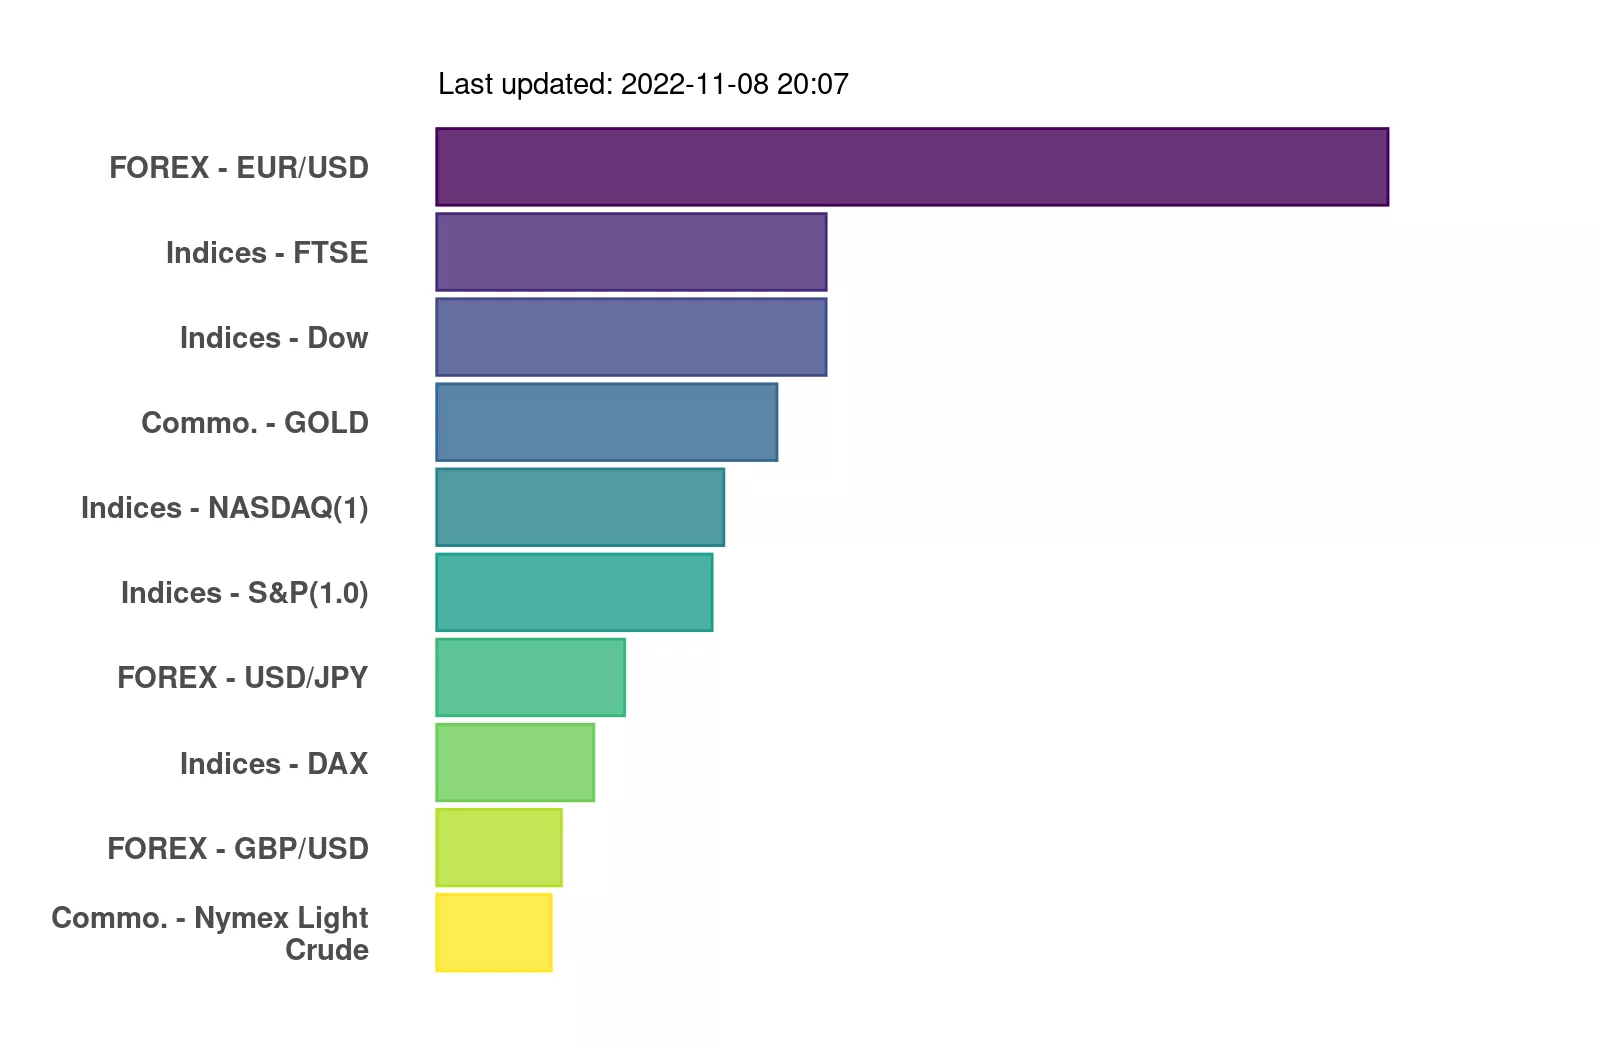 Last updated: 2022-11-08 20:07
FOREX - EUR/USD
Indices - FTSE
Indices - Dow
Commo. - GOLD
Indices - NASDAQ(1)
Indices - S&P(1.0)
FOREX - USD/JPY
Indices - DAX
FOREX - GBP/USD
Commo. - Nymex Light
Crude